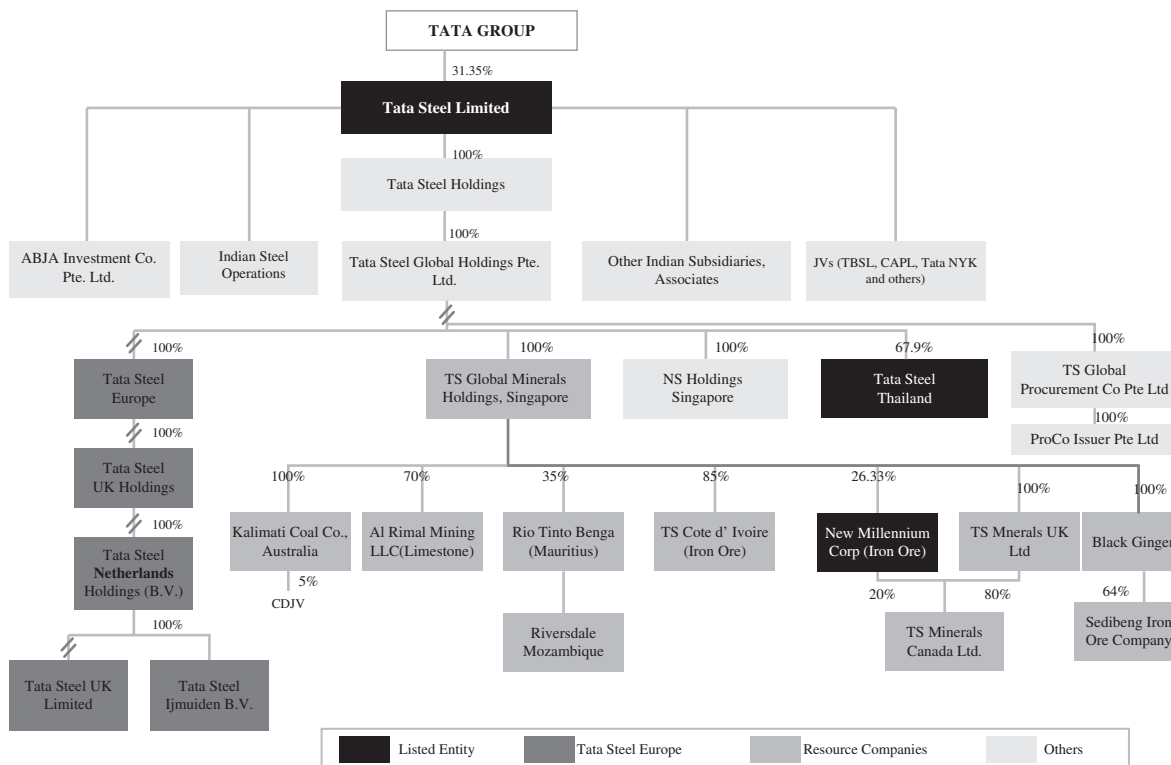 TATA GROUP
31.35%
Tata Steel Limited
100%
Tata Steel Holdings
100%
ABJA Investment Co.
Pte. Ltd.
Indian Steel
Operations
Tata Steel Global Holdings Pte.
Ltd.
Other Indian Subsidiaries,
Associates
JVs (TBSL, CAPL, Tata NYK
and others)
100%
100%
100%
67.9%
100%
Tata Steel
Europe
TS Global Minerals
Holdings, Singapore
NS Holdings
Singapore
Tata Steel
Thailand
TS Global
Procurement Co Pte Ltd
100%
ProCo Issuer Pte Ltd
100%
Tata Steel
UK Holdings
100%
70%
35%
85%
26.33%
100%
100%
100%
Tata Steel
Netherlands
Holdings (B.V.)
Kalimati Coal Co.,
Australia
Al Rimal Mining
LLC(Limestone)
Rio Tinto Benga
(Mauritius)
TS Cote d' Ivoire
(Iron Ore)
New Millennium
Corp (Iron Ore)
TS Mnerals UK
Ltd
Black Ginger
5%
CDJV
20%
80%
64%
100%
Riversdale
Mozambique
TS Minerals
Canada Ltd.
Sedibeng Iron
Ore Company
Tata Steel UK
Limited
Tata Steel
Ijmuiden B.V.
Listed Entity
Tata Steel Europe
Resource Companies
Others